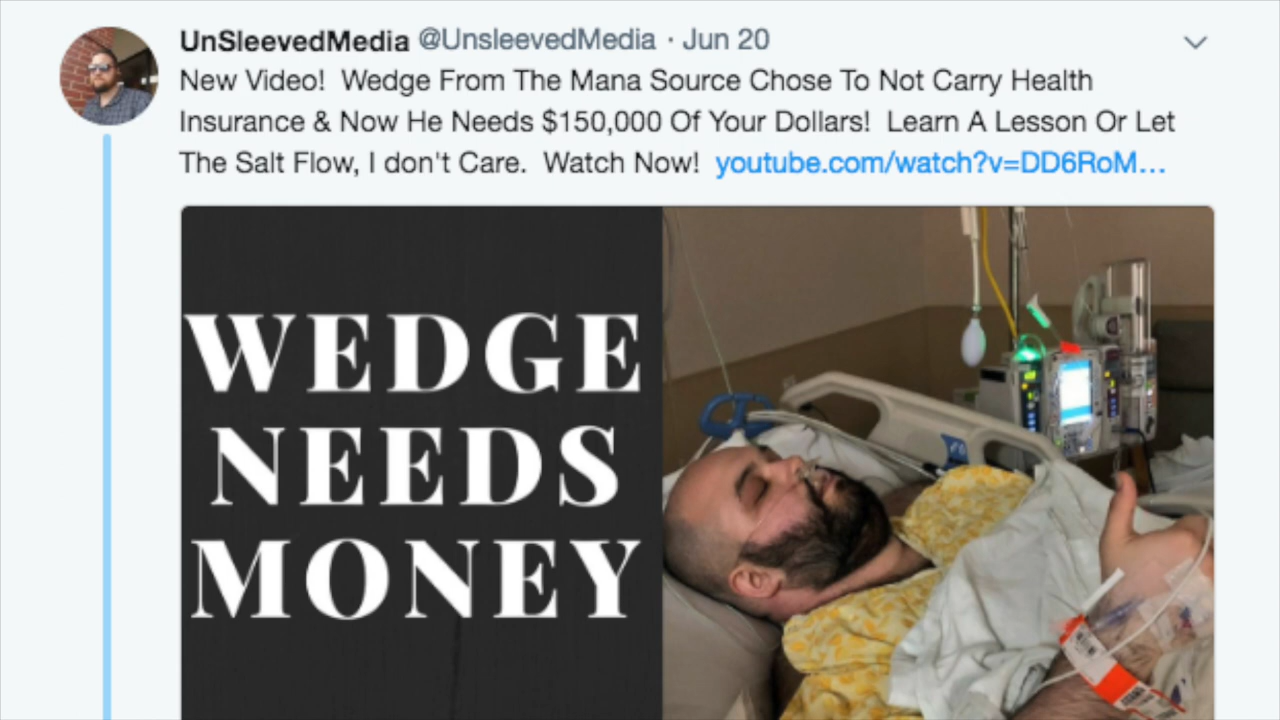 UnSleevedMedia @UnsleevedMedia · Jun 20
New Video!  Wedge From The Mana Source Chose To Not Carry Health
Insurance & Now He Needs $150,000 Of Your Dollars!  Learn A Lesson Or Let
The Salt Flow, I don't Care.  Watch Now!  youtube.com/watch?v=DD6RoM...
WEDGE
NEEDS
MONEY